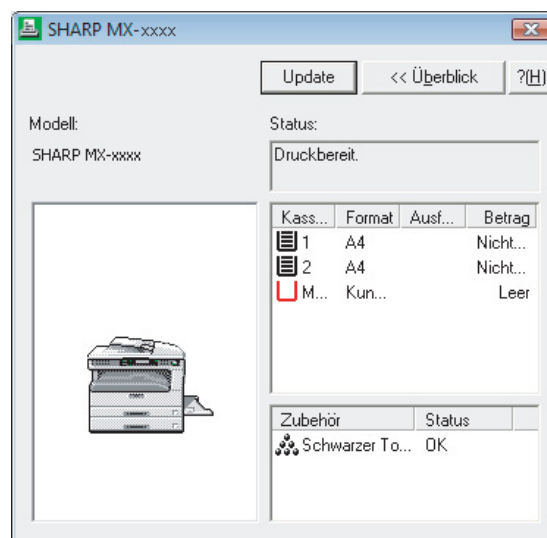 SHARP MX-xxxx
Update << Überblick ?(H)
Modell: Status:
SHARP MX-xxxx Druckbereit.
Kass... Format Ausf... Betrag
1 A4 Nicht...
2 A4 Nicht...
M... Kun... Leer
Zubehör Status
Schwarzer To... OK